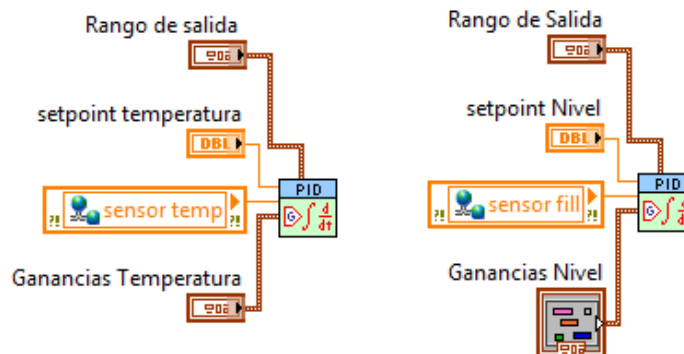 Rango de salida
setpoint temperatura
DBL
PID
?! sensor temp ?!
G ∫ d/dt
Ganancias Temperatura
Rango de Salida
setpoint Nivel
DBL
PID
?! sensor fill ?!
G ∫
Ganancias Nivel